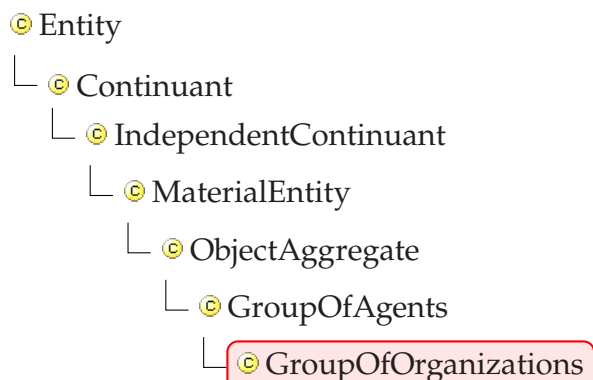 Entity
Continuant
IndependentContinuant
MaterialEntity
ObjectAggregate
GroupOfAgents
GroupOfOrganizations